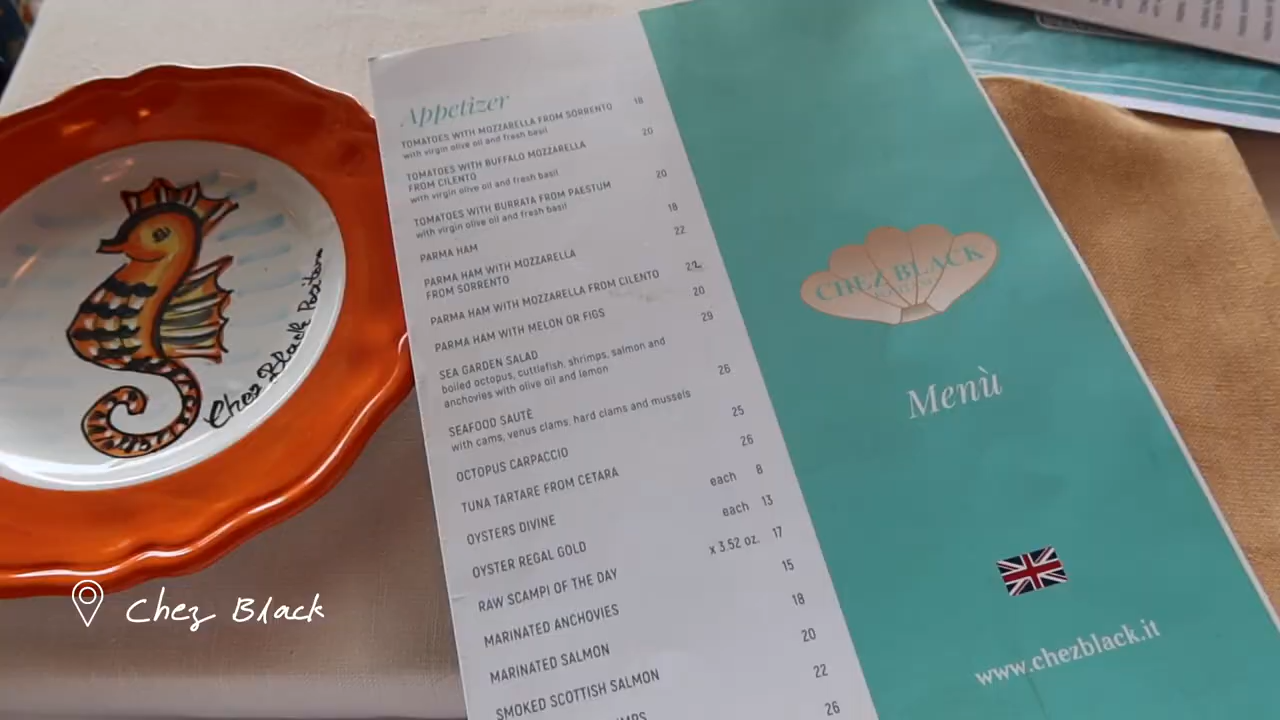 Appetizer
TOMATOES WITH MOZZARELLA FROM SORRENTO 18
with virgin olive oil and fresh basil
TOMATOES WITH BUFFALO MOZZARELLA 20
FROM CILENTO
with virgin olive oil and fresh basil
TOMATOES WITH BURRATA FROM PAESTUM 20
with virgin olive oil and fresh basil
PARMA HAM 18
PARMA HAM WITH MOZZARELLA 22
FROM SORRENTO
PARMA HAM WITH MOZZARELLA FROM CILENTO 22
PARMA HAM WITH MELON OR FIGS 20
SEA GARDEN SALAD 29
boiled octopus, cuttlefish, shrimps, salmon and
anchovies with olive oil and lemon
SEAFOOD SAUTÈ 26
with cams, venus clams, hard clams and mussels
OCTOPUS CARPACCIO 25
TUNA TARTARE FROM CETARA 26
OYSTERS DIVINE each 8
OYSTER REGAL GOLD each 13
RAW SCAMPI OF THE DAY x 3.52 oz. 17
MARINATED ANCHOVIES 15
MARINATED SALMON 18
SMOKED SCOTTISH SALMON 20
22
26
CHEZ BLACK
Menù
www.chezblack.it
Chez Black Positano
Chez Black